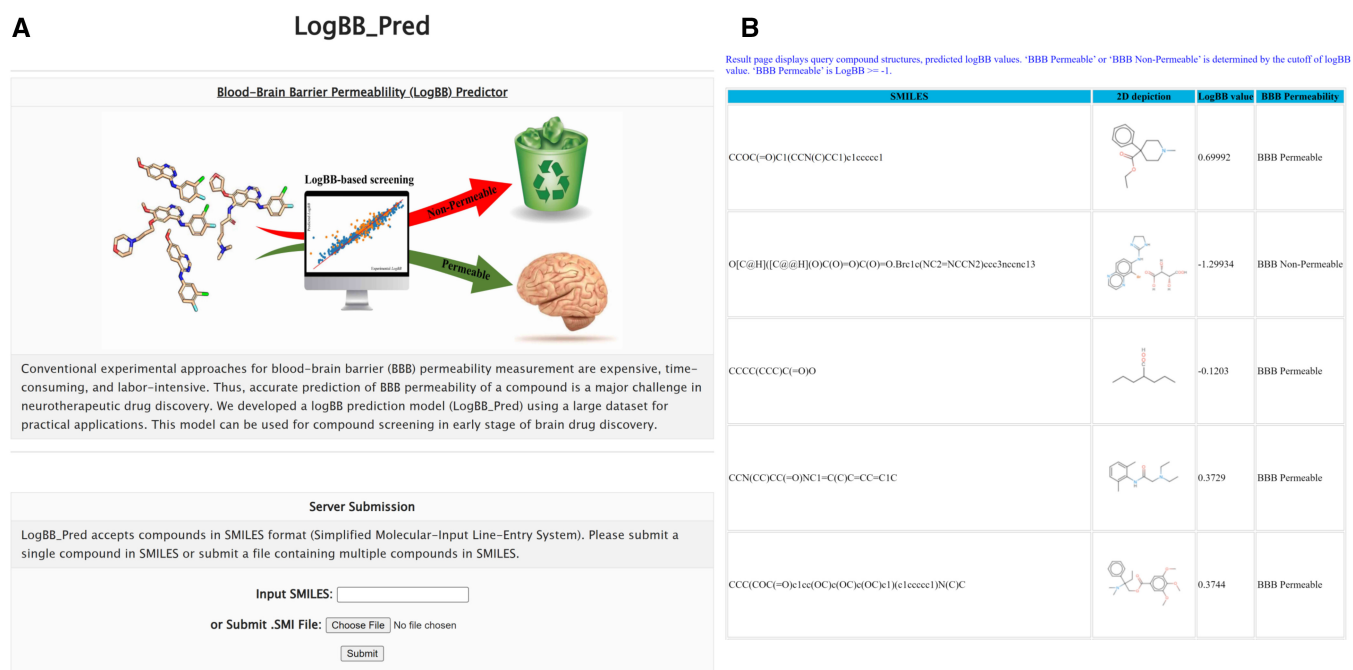 A
LogBB_Pred
Blood-Brain Barrier Permeablility (LogBB) Predictor
LogBB-based screening
Predicted LogBB
Experimental LogBB
Non-Permeable
Permeable
Conventional experimental approaches for blood-brain barrier (BBB) permeability measurement are expensive, time-
consuming, and labor-intensive. Thus, accurate prediction of BBB permeability of a compound is a major challenge in
neurotherapeutic drug discovery. We developed a logBB prediction model (LogBB_Pred) using a large dataset for
practical applications. This model can be used for compound screening in early stage of brain drug discovery.
Server Submission
LogBB_Pred accepts compounds in SMILES format (Simplified Molecular-Input Line-Entry System). Please submit a
single compound in SMILES or submit a file containing multiple compounds in SMILES.
Input SMILES:
or Submit .SMI File: Choose File No file chosen
Submit
B
Result page displays query compound structures, predicted logBB values. 'BBB Permeable' or 'BBB Non-Permeable' is determined by the cutoff of logBB
value. 'BBB Permeable' is LogBB >= -1.
SMILES 2D depiction LogBB value BBB Permeability
CCOC(=O)C1(CCN(C)CC1)c1ccccc1 0.69992 BBB Permeable
O[C@H]([C@@H](O)C(O)=O)C(O)=O.Brc1c(NC2=NCCN2)ccc3nccnc13 -1.29934 BBB Non-Permeable
CCCC(CCC)C(=O)O -0.1203 BBB Permeable
CCN(CC)CC(=O)NC1=C(C)C=CC=C1C 0.3729 BBB Permeable
CCC(COC(=O)c1cc(OC)c(OC)c(OC)c1)(c1ccccc1)N(C)C 0.3744 BBB Permeable